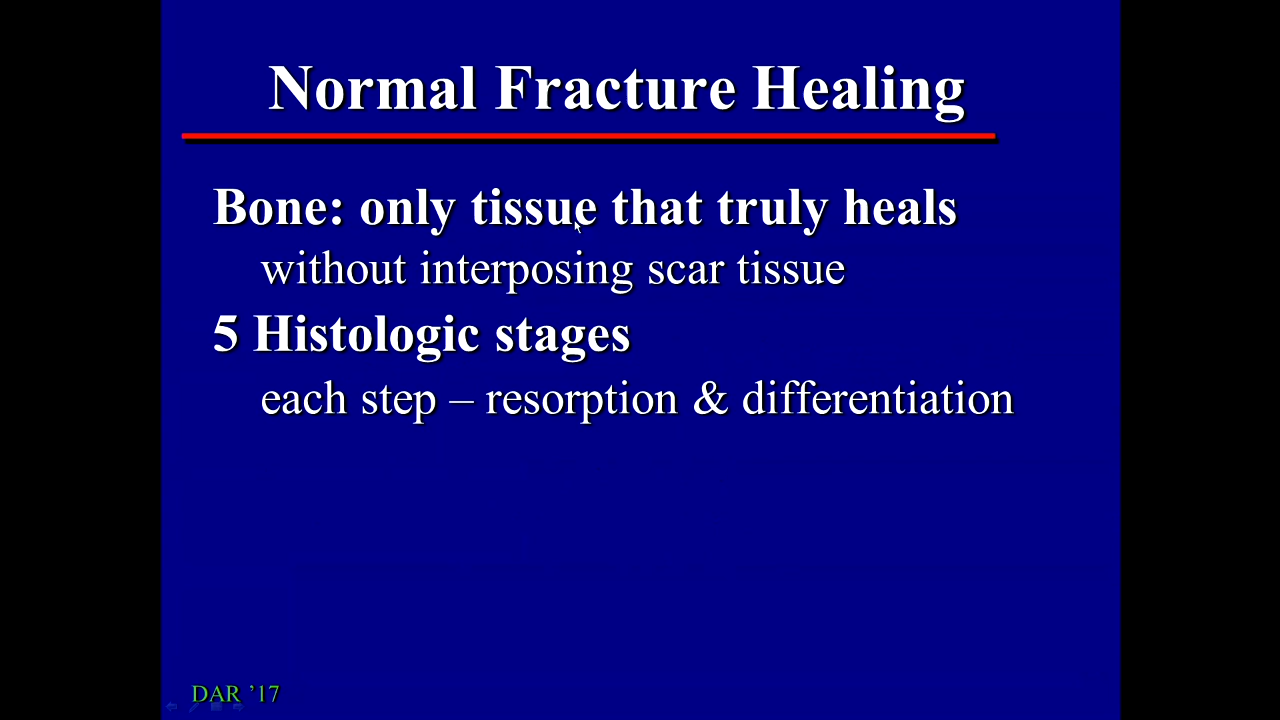 Normal Fracture Healing
Bone: only tissue that truly heals
without interposing scar tissue
5 Histologic stages
each step – resorption & differentiation
DAR ’17